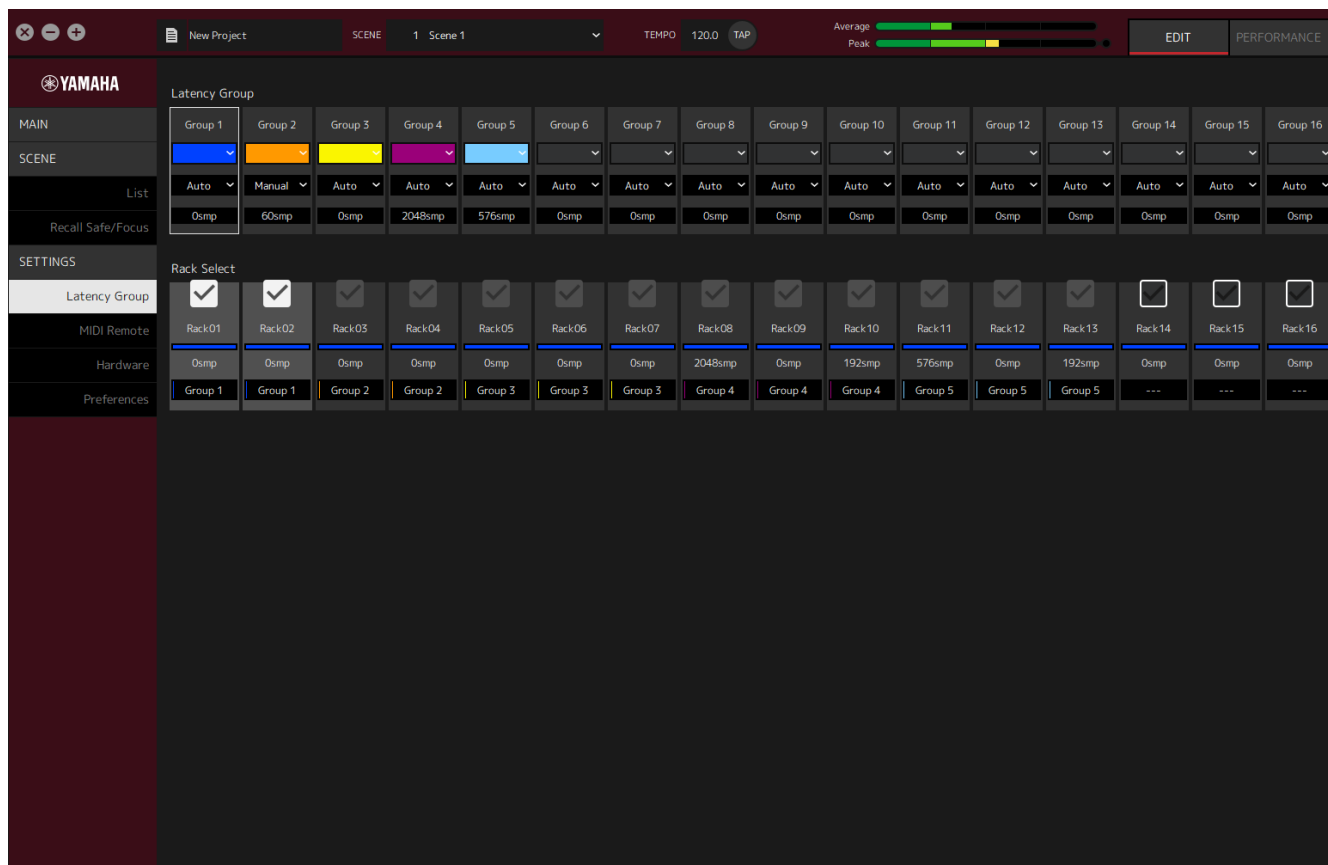 New Project SCENE 1 Scene 1 TEMPO 120.0 TAP Average Peak EDIT PERFORMANCE
YAMAHA
MAIN
SCENE
List
Recall Safe/Focus
SETTINGS
Latency Group
MIDI Remote
Hardware
Preferences
Latency Group
Group 1 Group 2 Group 3 Group 4 Group 5 Group 6 Group 7 Group 8 Group 9 Group 10 Group 11 Group 12 Group 13 Group 14 Group 15 Group 16
Auto Manual Auto Auto Auto Auto Auto Auto Auto Auto Auto Auto Auto Auto Auto Auto
0smp 60smp 0smp 2048smp 576smp 0smp 0smp 0smp 0smp 0smp 0smp 0smp 0smp 0smp 0smp 0smp
Rack Select
Rack01 Rack02 Rack03 Rack04 Rack05 Rack06 Rack07 Rack08 Rack09 Rack10 Rack11 Rack12 Rack13 Rack14 Rack15 Rack16
0smp 0smp 0smp 0smp 0smp 0smp 0smp 2048smp 0smp 192smp 576smp 0smp 192smp 0smp 0smp 0smp
Group 1 Group 1 Group 2 Group 2 Group 3 Group 3 Group 3 Group 4 Group 4 Group 4 Group 5 Group 5 Group 5 --- --- ---